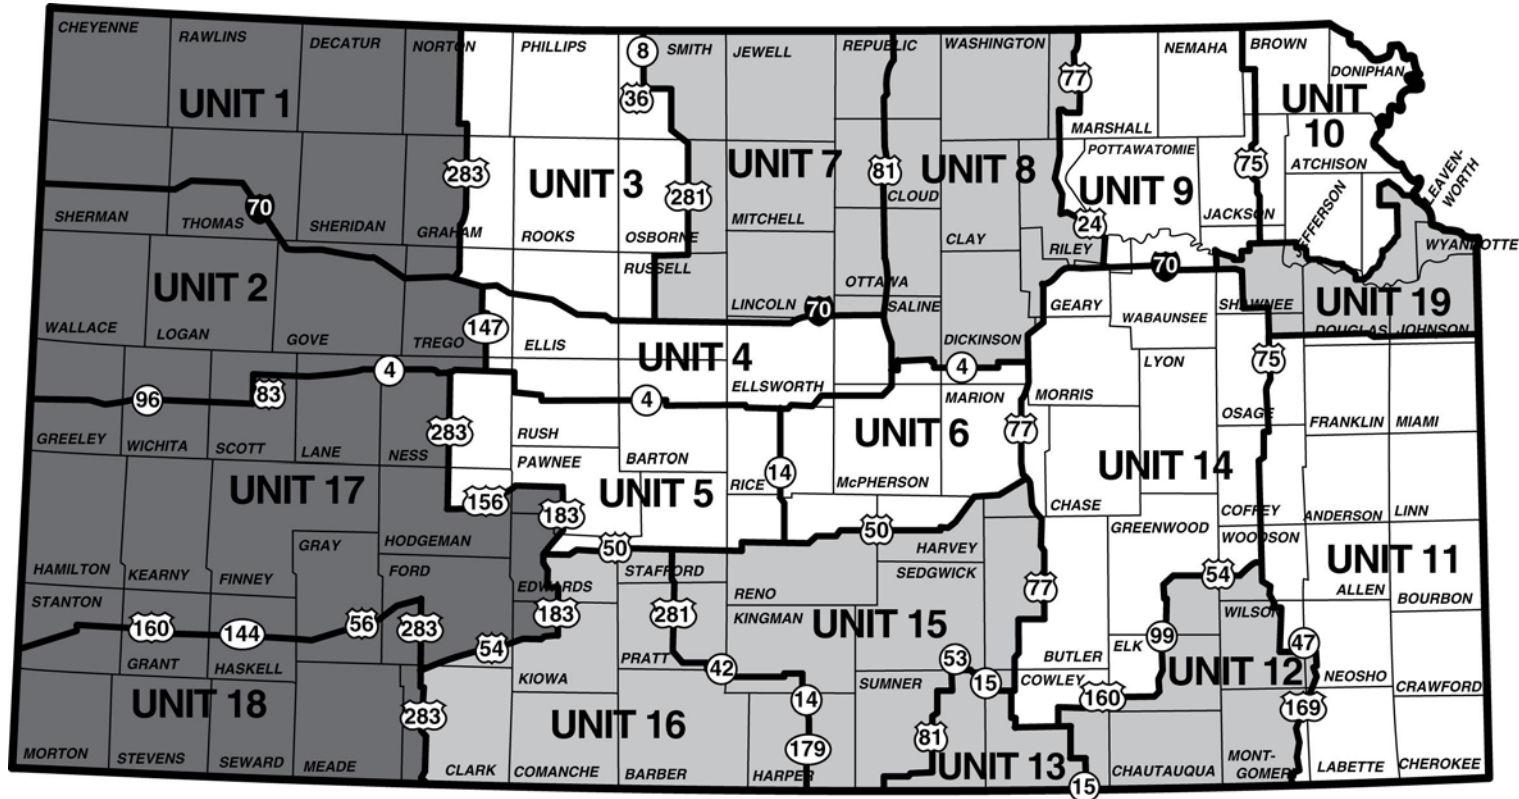 CHEYENNE
RAWLINS
DECATUR
NORTON
PHILLIPS
8
SMITH
JEWELL
REPUBLIC
WASHINGTON
77
NEMAHA
BROWN
DONIPHAN
UNIT 1
36
MARSHALL
UNIT
10
ATCHISON
283
UNIT 3
281
UNIT 7
81
CLOUD
UNIT 8
POTTAWATOMIE
UNIT 9
75
LEAVEN-
WORTH
70
SHERMAN
THOMAS
SHERIDAN
GRAHAM
ROOKS
OSBORNE
MITCHELL
CLAY
24
RILEY
JACKSON
JEFFERSON
WYANDOTTE
UNIT 2
RUSSELL
LINCOLN
70
OTTAWA
SALINE
70
GEARY
WABAUNSEE
SHAWNEE
UNIT 19
DOUGLAS
JOHNSON
WALLACE
LOGAN
GOVE
TREGO
147
ELLIS
UNIT 4
ELLSWORTH
DICKINSON
4
LYON
75
96
83
4
4
MARION
MORRIS
GREELEY
WICHITA
SCOTT
LANE
NESS
283
RUSH
BARTON
UNIT 6
77
OSAGE
FRANKLIN
MIAMI
UNIT 17
156
PAWNEE
183
UNIT 5
RICE
14
McPHERSON
UNIT 14
CHASE
COFFEY
ANDERSON
LINN
HAMILTON
KEARNY
FINNEY
GRAY
HODGEMAN
FORD
50
50
HARVEY
GREENWOOD
WOODSON
UNIT 11
STANTON
EDWARDS
STAFFORD
RENO
SEDGWICK
77
54
ALLEN
BOURBON
160
144
56
283
183
281
KINGMAN
UNIT 15
WILSON
GRANT
HASKELL
54
PRATT
42
53
BUTLER
ELK
99
47
UNIT 18
KIOWA
SUMNER
15
COWLEY
160
UNIT 12
NEOSHO
CRAWFORD
283
UNIT 16
14
81
169
MORTON
STEVENS
SEWARD
MEADE
CLARK
COMANCHE
BARBER
HARPER
179
UNIT 13
15
CHAUTAUQUA
MONT-
GOMERY
LABETTE
CHEROKEE